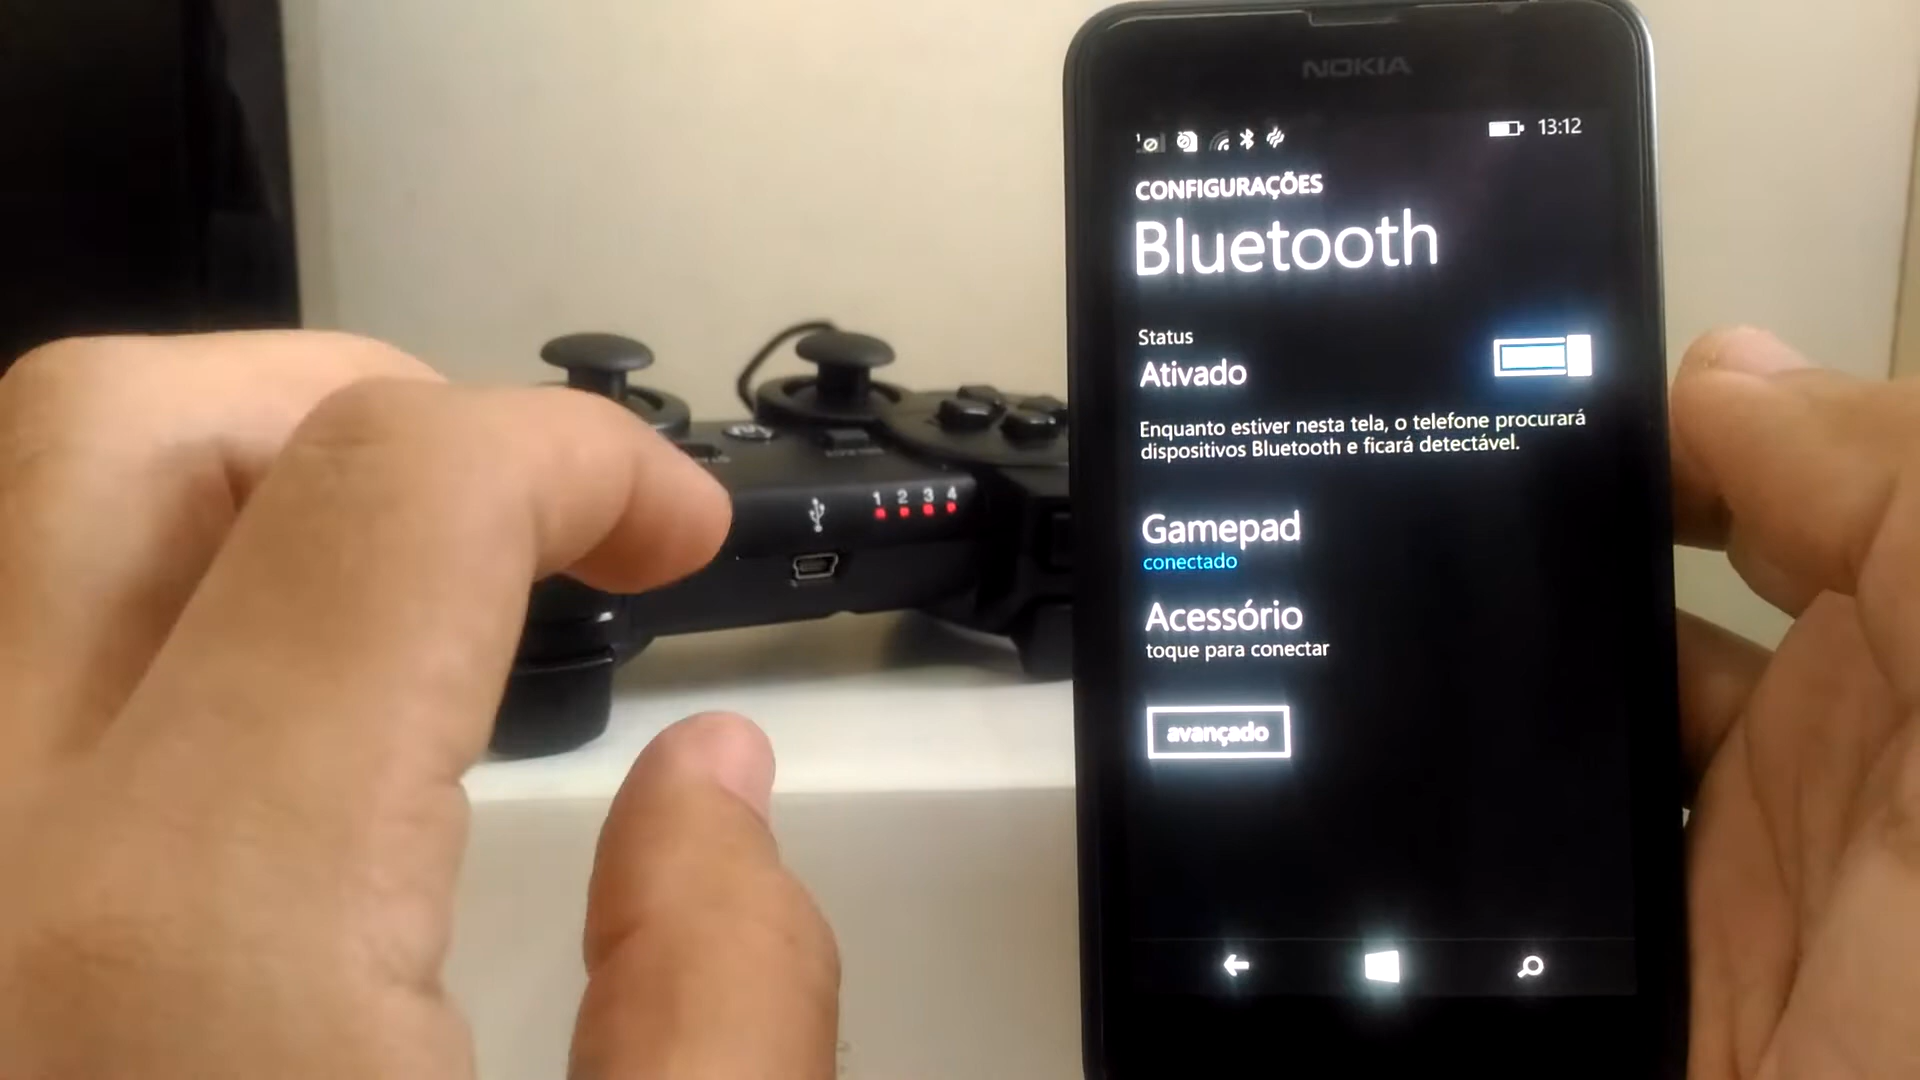 NOKIA
13:12
CONFIGURAÇÕES
Bluetooth
Status
Ativado
Enquanto estiver nesta tela, o telefone procurará
dispositivos Bluetooth e ficará detectável.
Gamepad
conectado
Acessório
toque para conectar
avançado
1 2 3 4